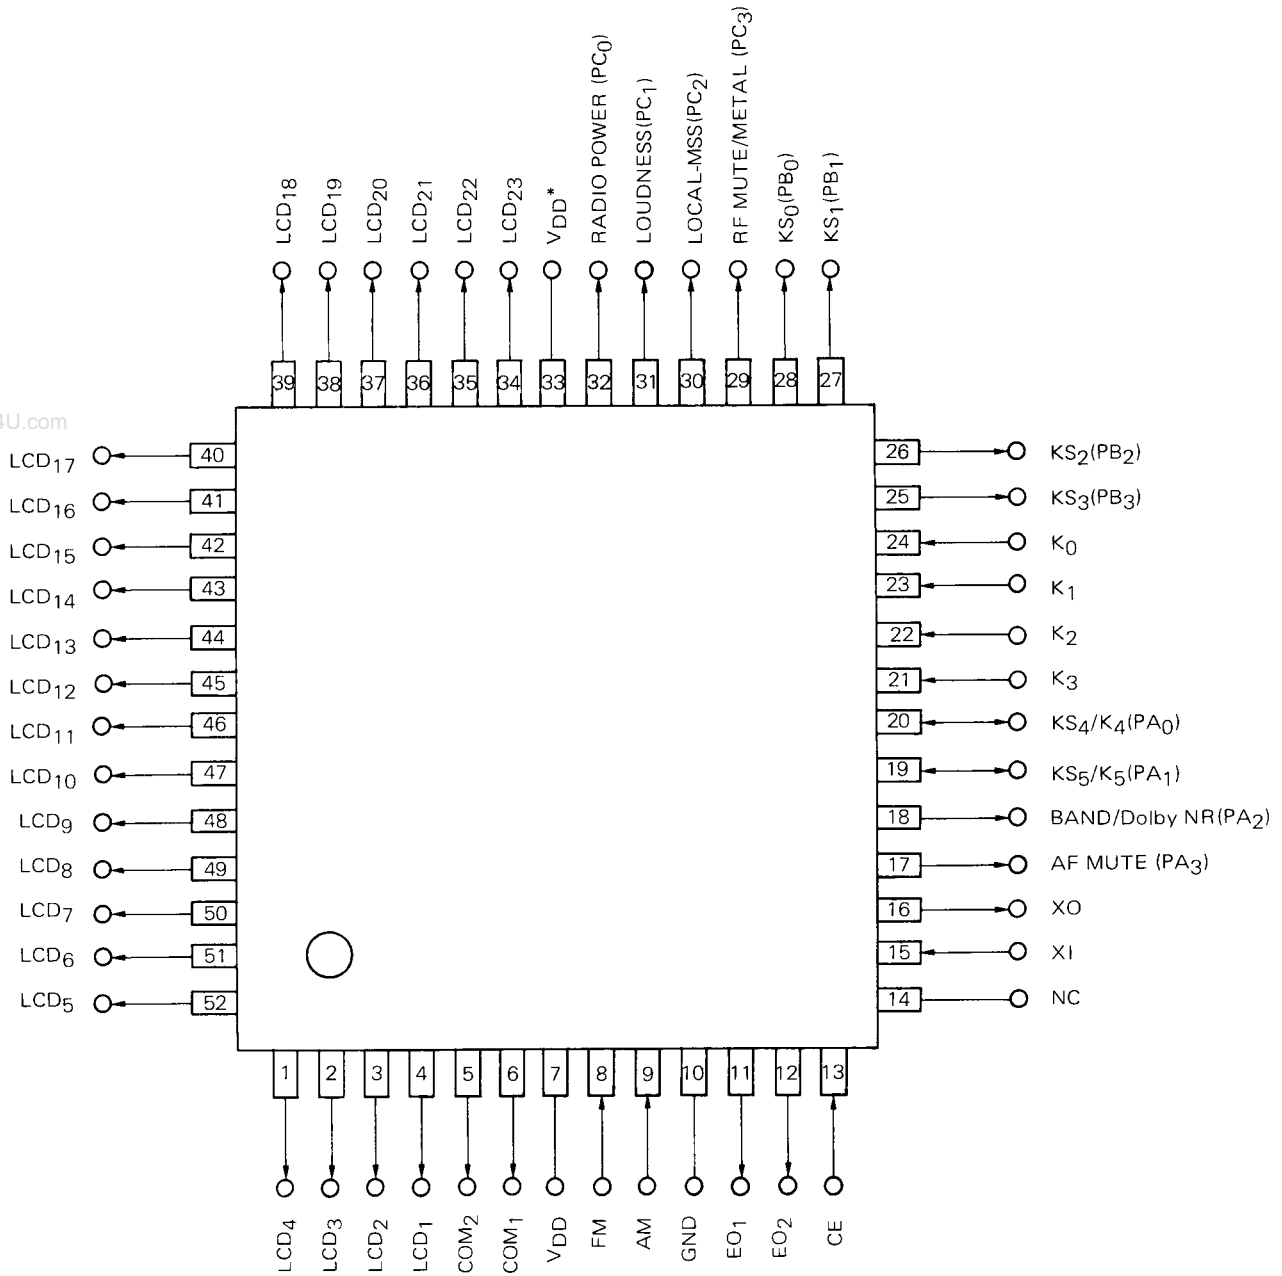 LCD18
LCD19
LCD20
LCD21
LCD22
LCD23
VDD*
RADIO POWER (PC0)
LOUDNESS(PC1)
LOCAL-MSS(PC2)
RF MUTE/METAL (PC3)
KS0(PB0)
KS1(PB1)
39 38 37 36 35 34 33 32 31 30 29 28 27
4U.com
LCD17 40
LCD16 41
LCD15 42
LCD14 43
LCD13 44
LCD12 45
LCD11 46
LCD10 47
LCD9 48
LCD8 49
LCD7 50
LCD6 51
LCD5 52
26 KS2(PB2)
25 KS3(PB3)
24 K0
23 K1
22 K2
21 K3
20 KS4/K4(PA0)
19 KS5/K5(PA1)
18 BAND/Dolby NR(PA2)
17 AF MUTE (PA3)
16 XO
15 XI
14 NC
1 2 3 4 5 6 7 8 9 10 11 12 13
LCD4
LCD3
LCD2
LCD1
COM2
COM1
VDD
FM
AM
GND
EO1
EO2
CE